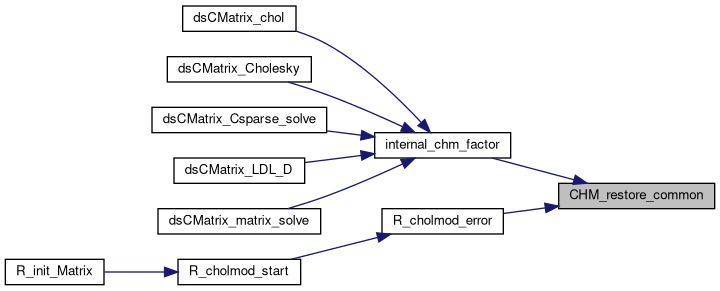 dsCMatrix_chol
dsCMatrix_Cholesky
dsCMatrix_Csparse_solve
internal_chm_factor
dsCMatrix_LDL_D
CHM_restore_common
dsCMatrix_matrix_solve
R_cholmod_error
R_init_Matrix
R_cholmod_start